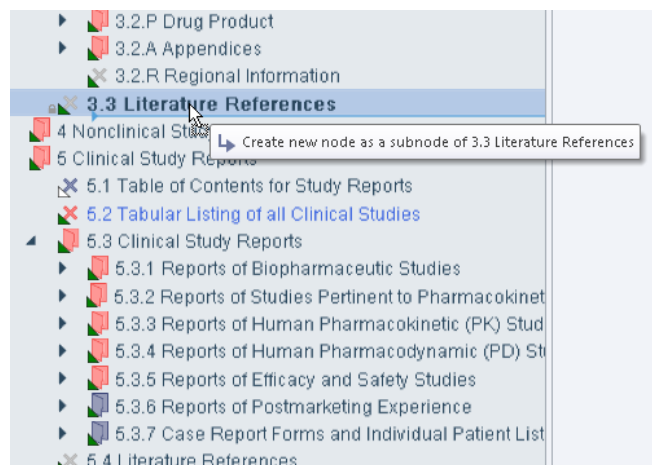 3.2.P Drug Product
3.2.A Appendices
3.2.R Regional Information
3.3 Literature References
4 Nonclinical
Create new node as a subnode of 3.3 Literature References
5 Clinical Study Reports
5.1 Table of Contents for Study Reports
5.2 Tabular Listing of all Clinical Studies
5.3 Clinical Study Reports
5.3.1 Reports of Biopharmaceutic Studies
5.3.2 Reports of Studies Pertinent to Pharmacokinet
5.3.3 Reports of Human Pharmacokinetic (PK) Stud
5.3.4 Reports of Human Pharmacodynamic (PD) St
5.3.5 Reports of Efficacy and Safety Studies
5.3.6 Reports of Postmarketing Experience
5.3.7 Case Report Forms and Individual Patient List
5.4 Literature References